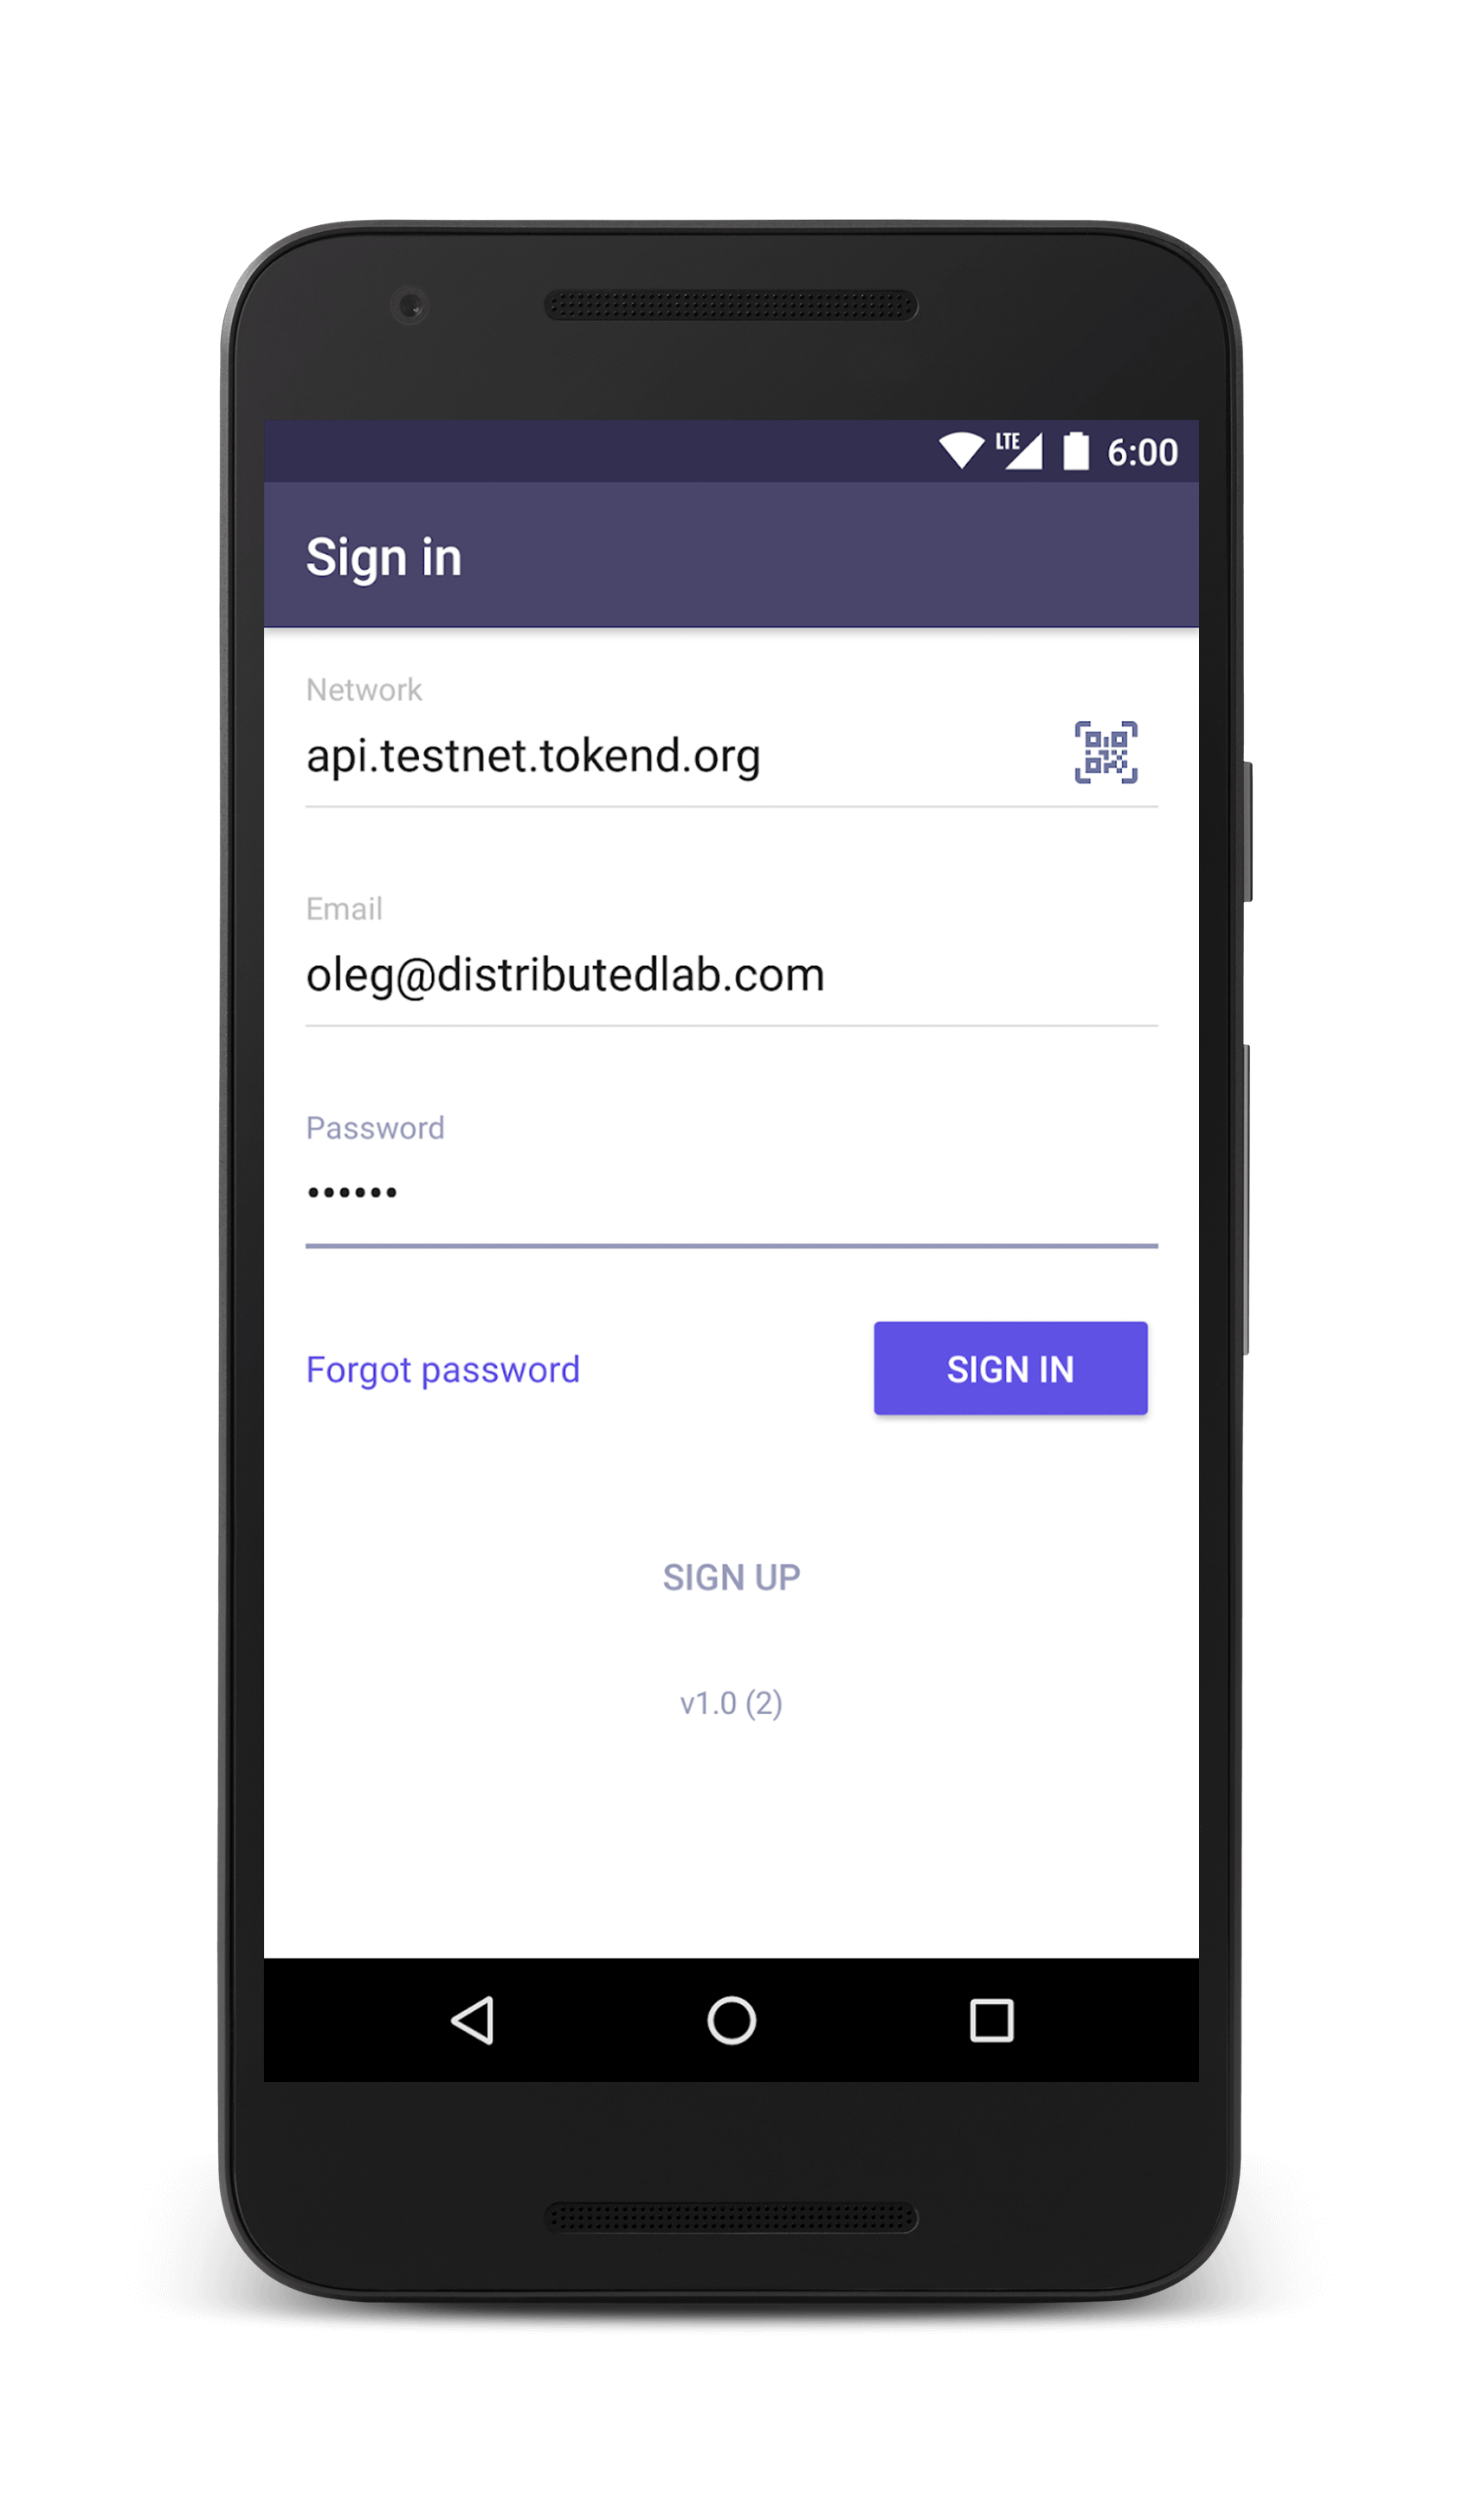 LTE 6:00
Sign in
Network
api.testnet.tokend.org
Email
oleg@distributedlab.com
Password
••••••
Forgot password
SIGN IN
SIGN UP
v1.0 (2)